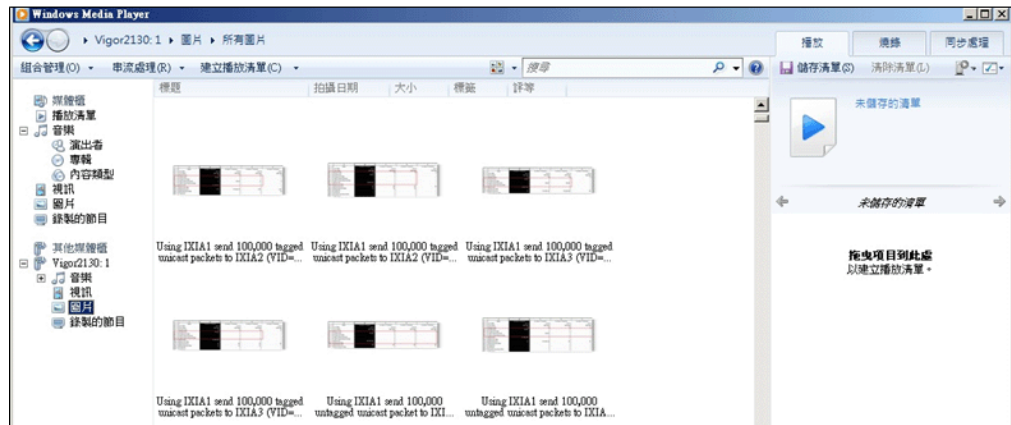 Windows Media Player
Vigor2130: 1 ▸ 圖片 ▸ 所有圖片
播放 燒錄 同步處理
組合管理(O) 串流處理(R) 建立播放清單(C) 搜尋 儲存清單(S) 清除清單(L)
標題 拍攝日期 大小 標籤 評等
媒體櫃
播放清單
音樂
演出者
專輯
內容類型
視訊
圖片
錄製的節目
其他媒體櫃
Vigor2130: 1
音樂
視訊
圖片
錄製的節目
Using IXIA1 send 100,000 tagged
unicast packets to IXIA2 (VID=...
Using IXIA1 send 100,000 tagged
unicast packets to IXIA2 (VID=...
Using IXIA1 send 100,000 tagged
unicast packets to IXIA3 (VID=...
Using IXIA1 send 100,000 tagged
unicast packets to IXIA3 (VID=...
Using IXIA1 send 100,000
untagged unicast packet to IXI...
Using IXIA1 send 100,000
untagged unicast packets to IXIA...
未儲存的清單
未儲存的清單
拖曳項目到此處
以建立播放清單。